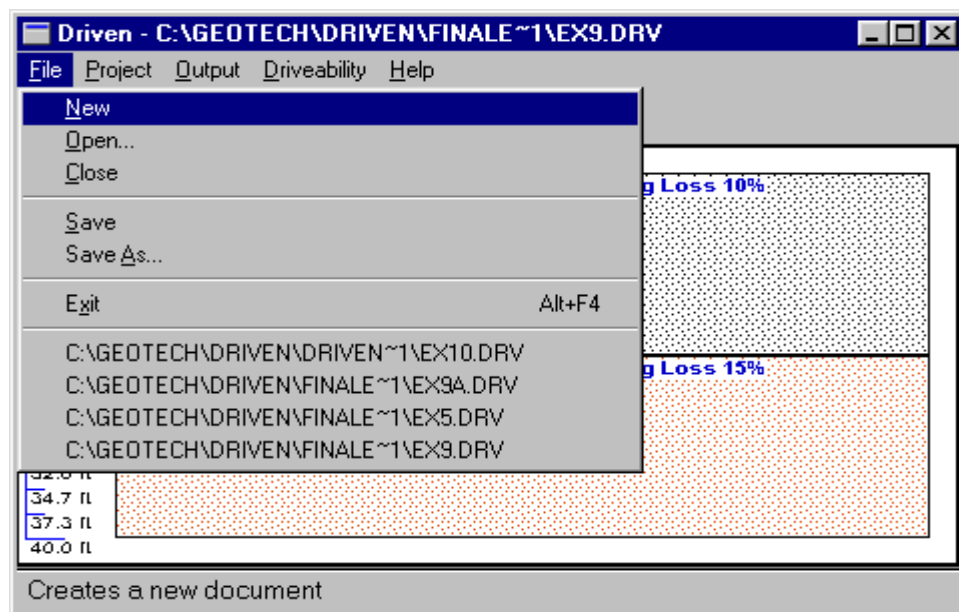 Driven - C:\GEOTECH\DRIVEN\FINALE~1\EX9.DRV
File Project Output Driveability Help
New
Open...
Close
g Loss 10%
Save
Save As...
Exit Alt+F4
C:\GEOTECH\DRIVEN\DRIVEN~1\EX10.DRV
g Loss 15%
C:\GEOTECH\DRIVEN\FINALE~1\EX9A.DRV
C:\GEOTECH\DRIVEN\FINALE~1\EX5.DRV
C:\GEOTECH\DRIVEN\FINALE~1\EX9.DRV
32.0 ft
34.7 ft
37.3 ft
40.0 ft
Creates a new document